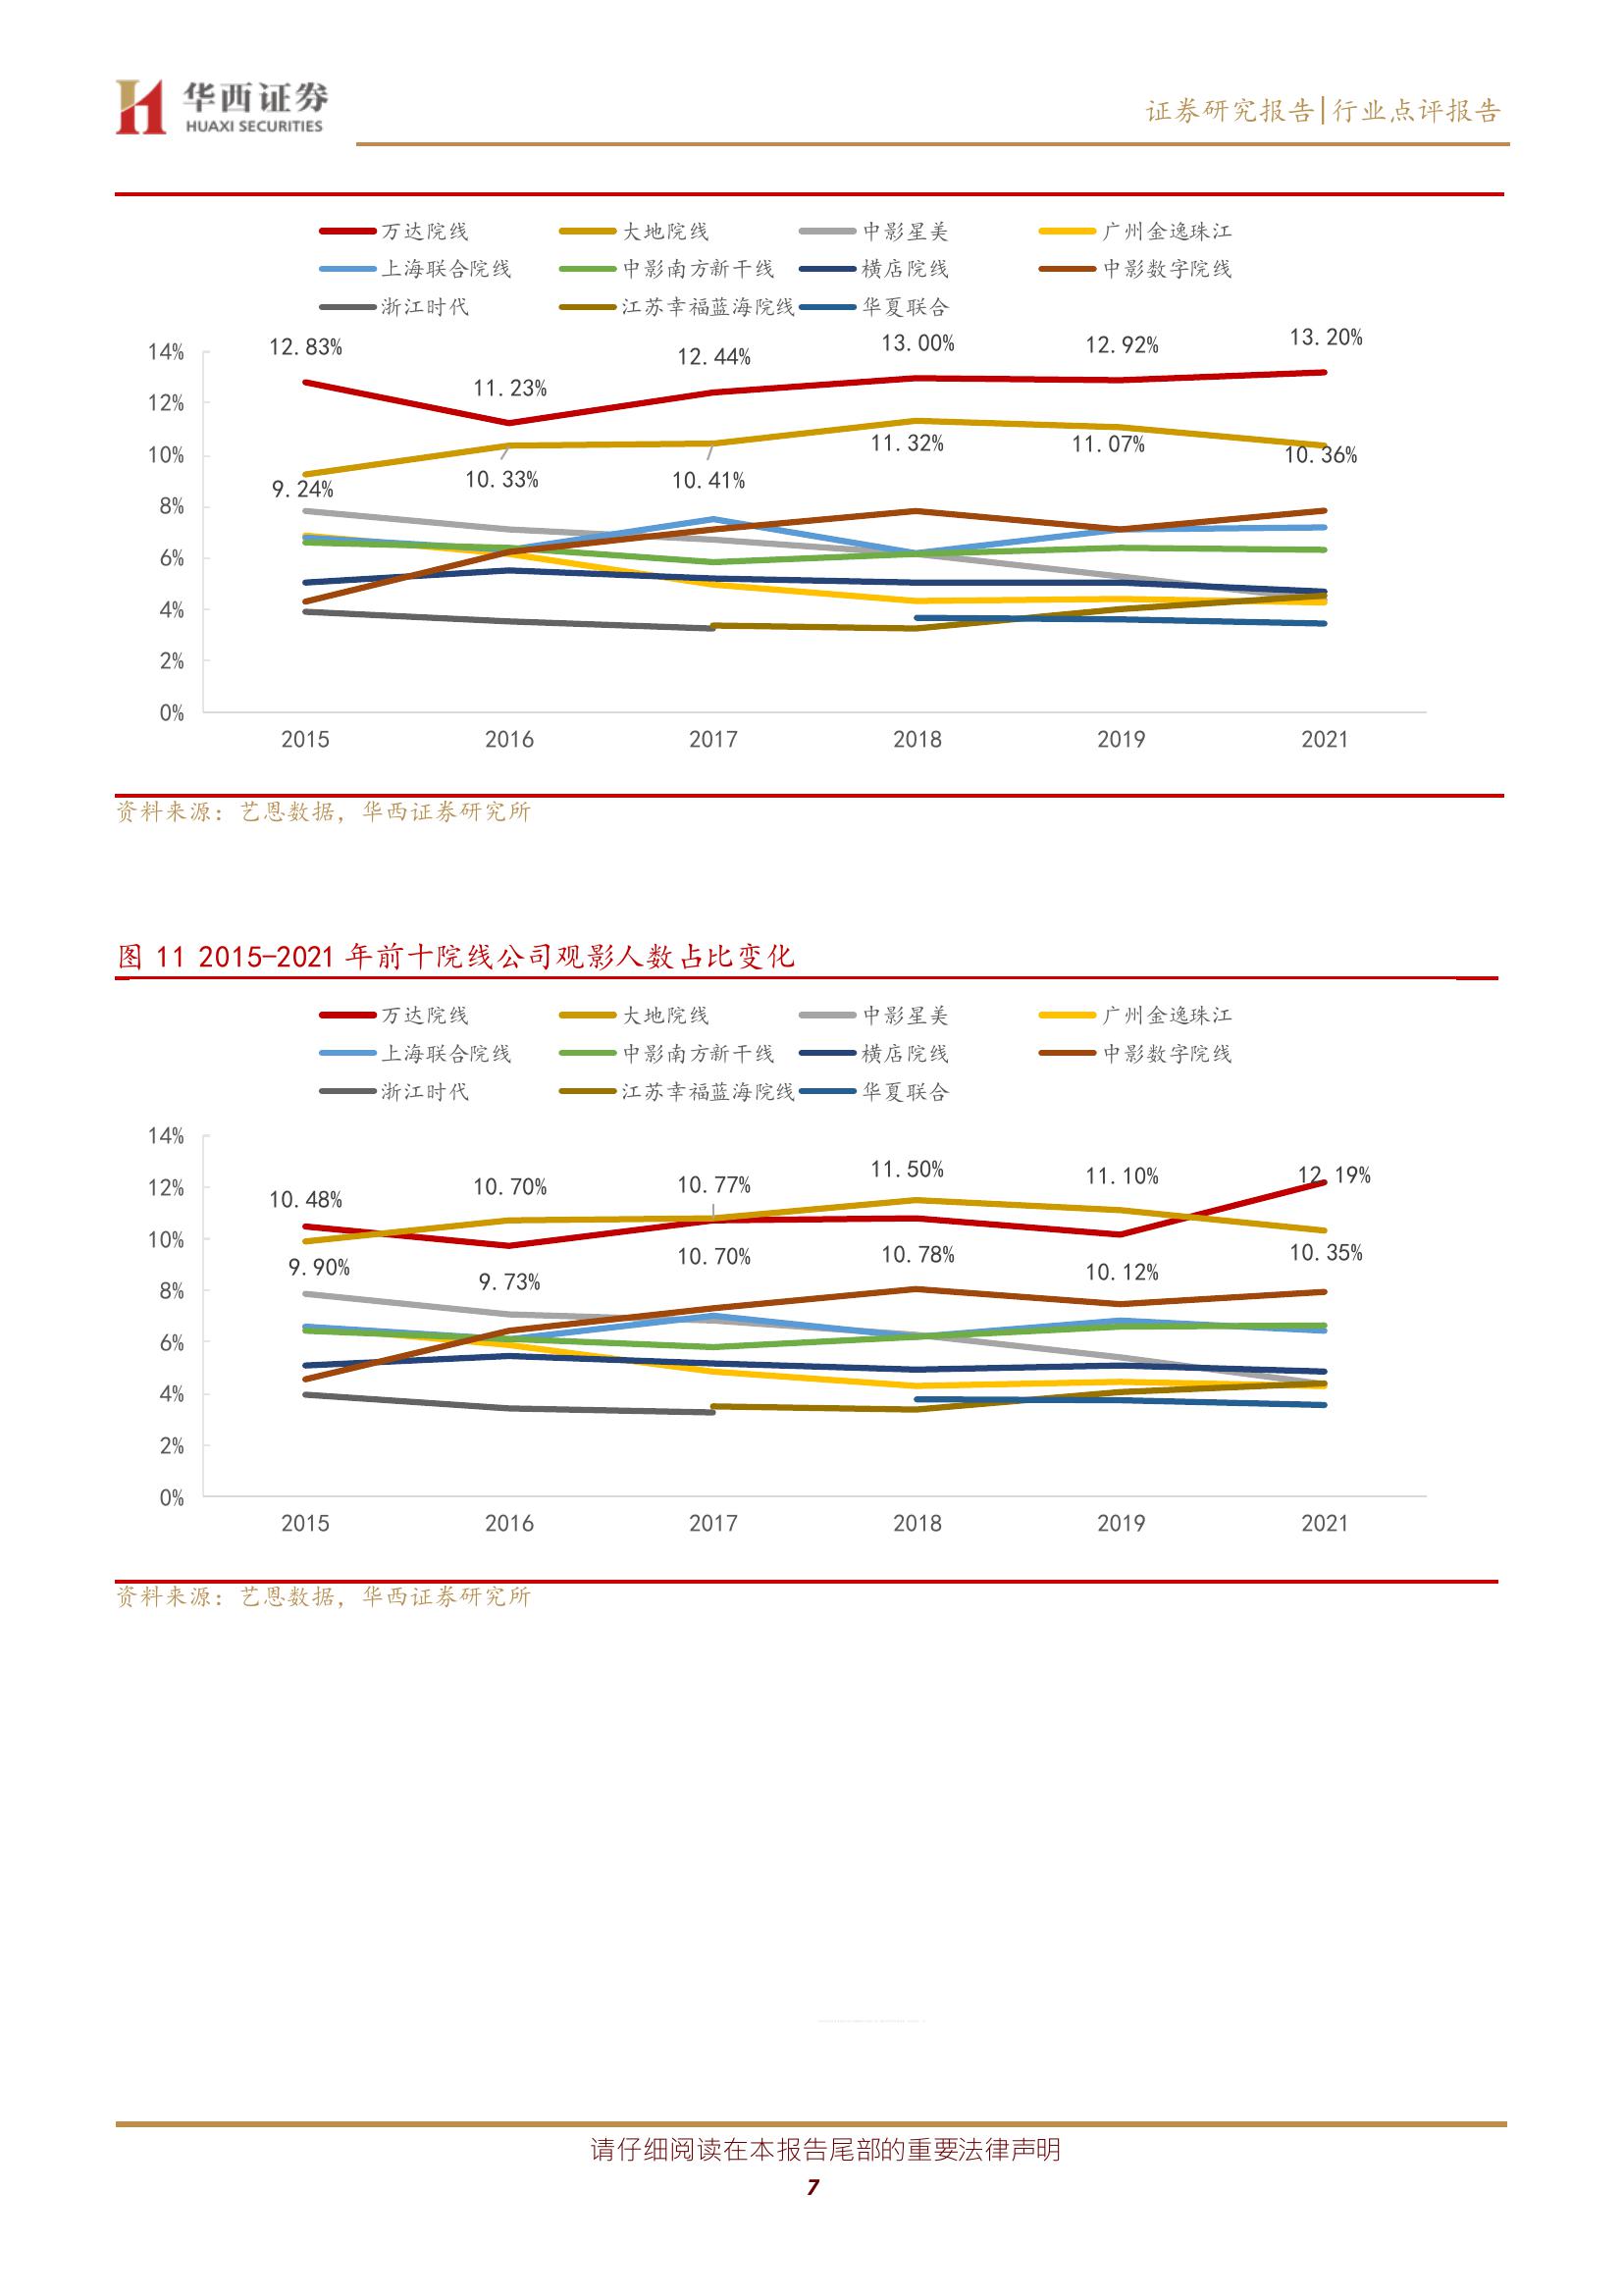 华西证券
HUAXI SECURITIES
证券研究报告|行业点评报告
万达院线 大地院线 中影星美 广州金逸珠江
上海联合院线 中影南方新干线 横店院线 中影数字院线
浙江时代 江苏幸福蓝海院线 华夏联合
14%
12%
10%
8%
6%
4%
2%
0%
12.83% 11.23% 12.44% 13.00% 12.92% 13.20%
9.24% 10.33% 10.41% 11.32% 11.07% 10.36%
2015 2016 2017 2018 2019 2021
资料来源：艺恩数据，华西证券研究所
图 11 2015-2021 年前十院线公司观影人数占比变化
万达院线 大地院线 中影星美 广州金逸珠江
上海联合院线 中影南方新干线 横店院线 中影数字院线
浙江时代 江苏幸福蓝海院线 华夏联合
14%
12%
10%
8%
6%
4%
2%
0%
10.48% 10.70% 10.77% 11.50% 11.10% 12.19%
9.90% 9.73% 10.70% 10.78% 10.12% 10.35%
2015 2016 2017 2018 2019 2021
资料来源：艺恩数据，华西证券研究所
请仔细阅读在本报告尾部的重要法律声明
7